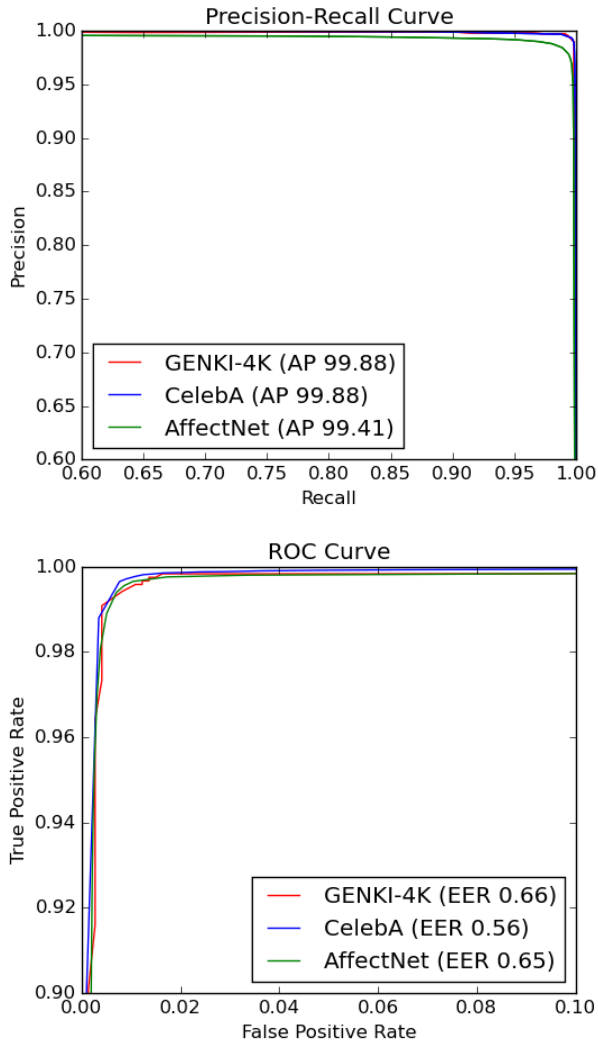 Precision-Recall Curve
1.00
0.95
0.90
0.85
0.80
0.75
0.70
0.65
0.60
Precision
GENKI-4K (AP 99.88)
CelebA (AP 99.88)
AffectNet (AP 99.41)
0.60 0.65 0.70 0.75 0.80 0.85 0.90 0.95 1.00
Recall
ROC Curve
1.00
0.98
0.96
0.94
0.92
0.90
True Positive Rate
GENKI-4K (EER 0.66)
CelebA (EER 0.56)
AffectNet (EER 0.65)
0.00 0.02 0.04 0.06 0.08 0.10
False Positive Rate